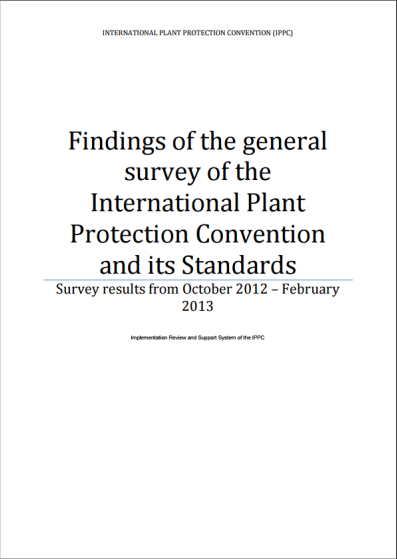 INTERNATIONAL PLANT PROTECTION CONVENTION (IPPC)
Findings of the general
survey of the
International Plant
Protection Convention
and its Standards
Survey results from October 2012 – February
2013
Implementation Review and Support System of the IPPC